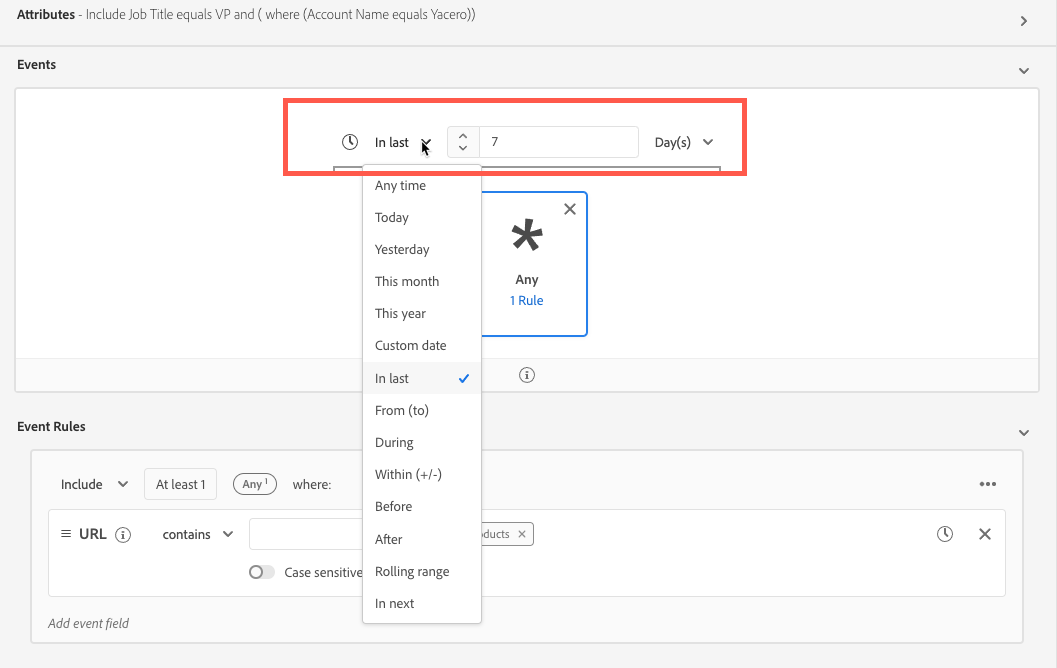 Attributes - Include Job Title equals VP and ( where (Account Name equals Yacero))
Events
In last 7 Day(s)
Any time
Today
Yesterday
This month
This year
Custom date
In last
From (to)
During
Within (+/-)
Before
After
Rolling range
In next
Any
1 Rule
Event Rules
Include At least 1 Any 1 where:
URL contains
Case sensitive
Add event field